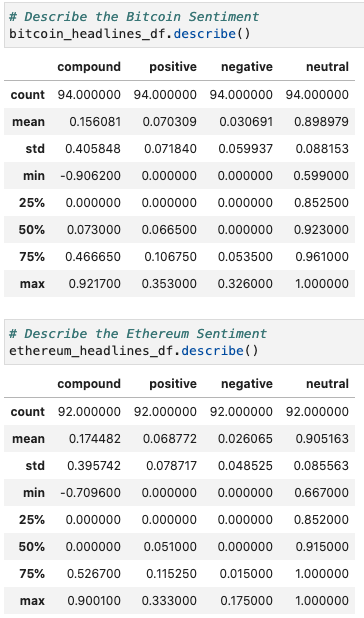 # Describe the Bitcoin Sentiment
bitcoin_headlines_df.describe()
compound positive negative neutral
count 94.000000 94.000000 94.000000 94.000000
mean 0.156081 0.070309 0.030691 0.898979
std 0.405848 0.071840 0.059937 0.088153
min -0.906200 0.000000 0.000000 0.599000
25% 0.000000 0.000000 0.000000 0.852500
50% 0.073000 0.066500 0.000000 0.923000
75% 0.466650 0.106750 0.053500 0.961000
max 0.921700 0.353000 0.326000 1.000000
# Describe the Ethereum Sentiment
ethereum_headlines_df.describe()
compound positive negative neutral
count 92.000000 92.000000 92.000000 92.000000
mean 0.174482 0.068772 0.026065 0.905163
std 0.395742 0.078717 0.048525 0.085563
min -0.709600 0.000000 0.000000 0.667000
25% 0.000000 0.000000 0.000000 0.852000
50% 0.000000 0.051000 0.000000 0.915000
75% 0.526700 0.115250 0.015000 1.000000
max 0.900100 0.333000 0.175000 1.000000